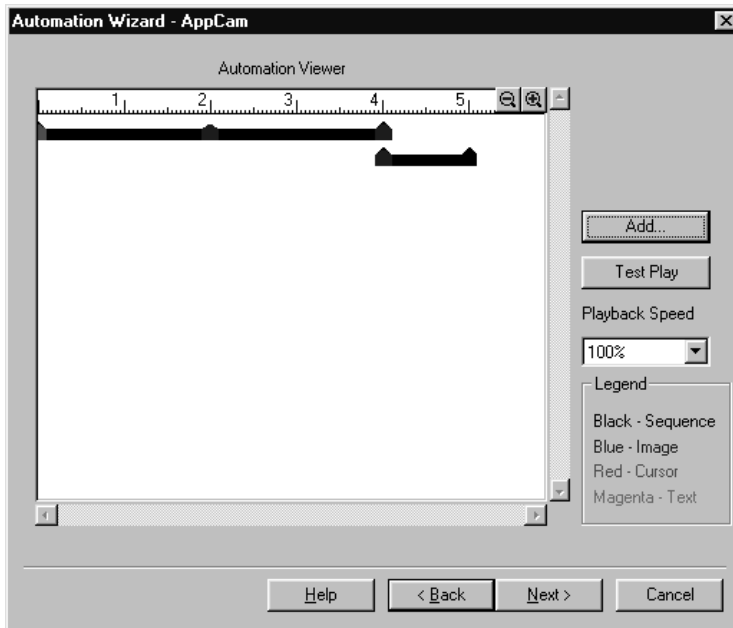 Automation Wizard - AppCam
Automation Viewer
1 2 3 4 5
Add...
Test Play
Playback Speed
100%
Legend
Black - Sequence
Blue - Image
Red - Cursor
Magenta - Text
Help < Back Next > Cancel